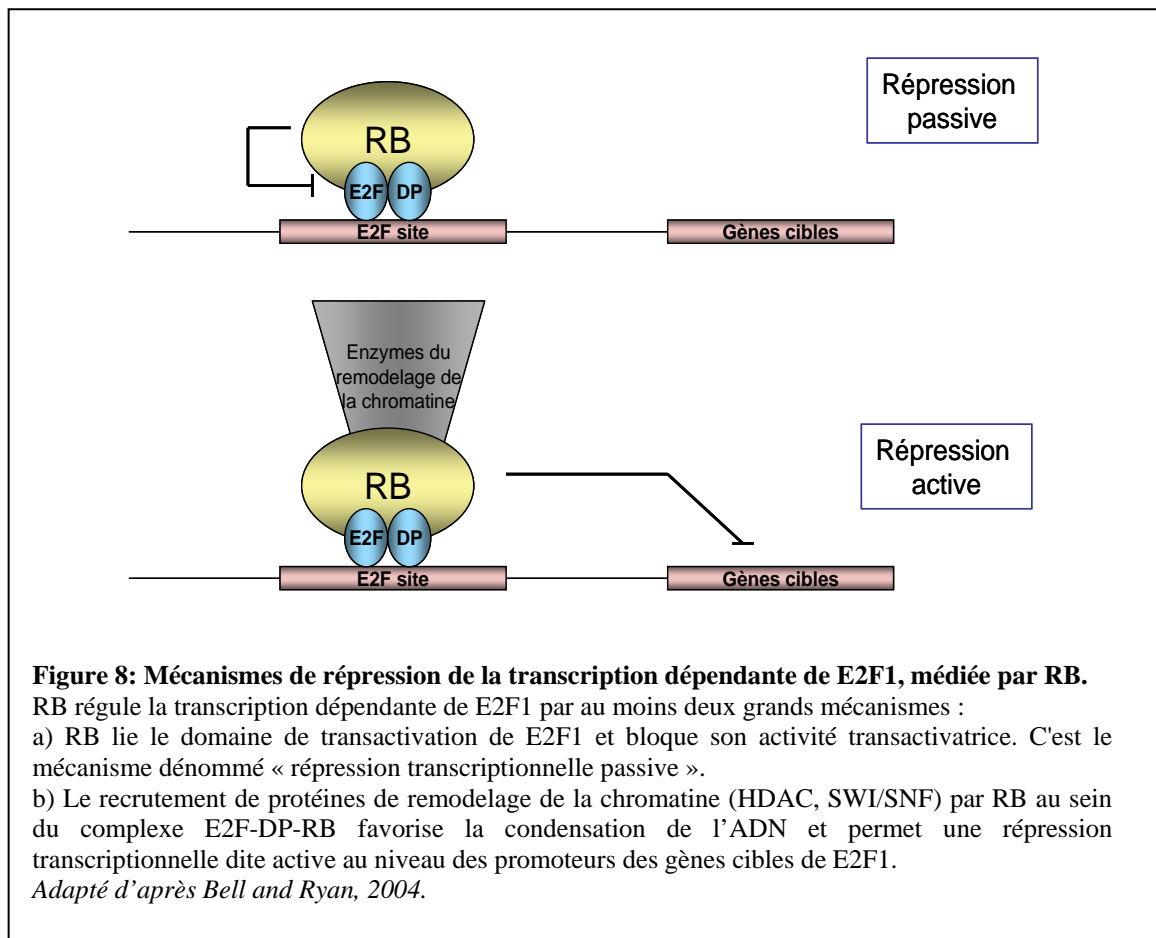 Répression
passive
RB
E2F DP
E2F site
Gènes cibles
Enzymes du
remodelage de
la chromatine
Répression
active
RB
E2F DP
E2F site
Gènes cibles
Figure 8: Mécanismes de répression de la transcription dépendante de E2F1, médiée par RB.
RB régule la transcription dépendante de E2F1 par au moins deux grands mécanismes :
a) RB lie le domaine de transactivation de E2F1 et bloque son activité transactivatrice. C'est le
mécanisme dénommé « répression transcriptionnelle passive ».
b) Le recrutement de protéines de remodelage de la chromatine (HDAC, SWI/SNF) par RB au sein
du complexe E2F-DP-RB favorise la condensation de l’ADN et permet une répression
transcriptionnelle dite active au niveau des promoteurs des gènes cibles de E2F1.
Adapté d’après Bell and Ryan, 2004.